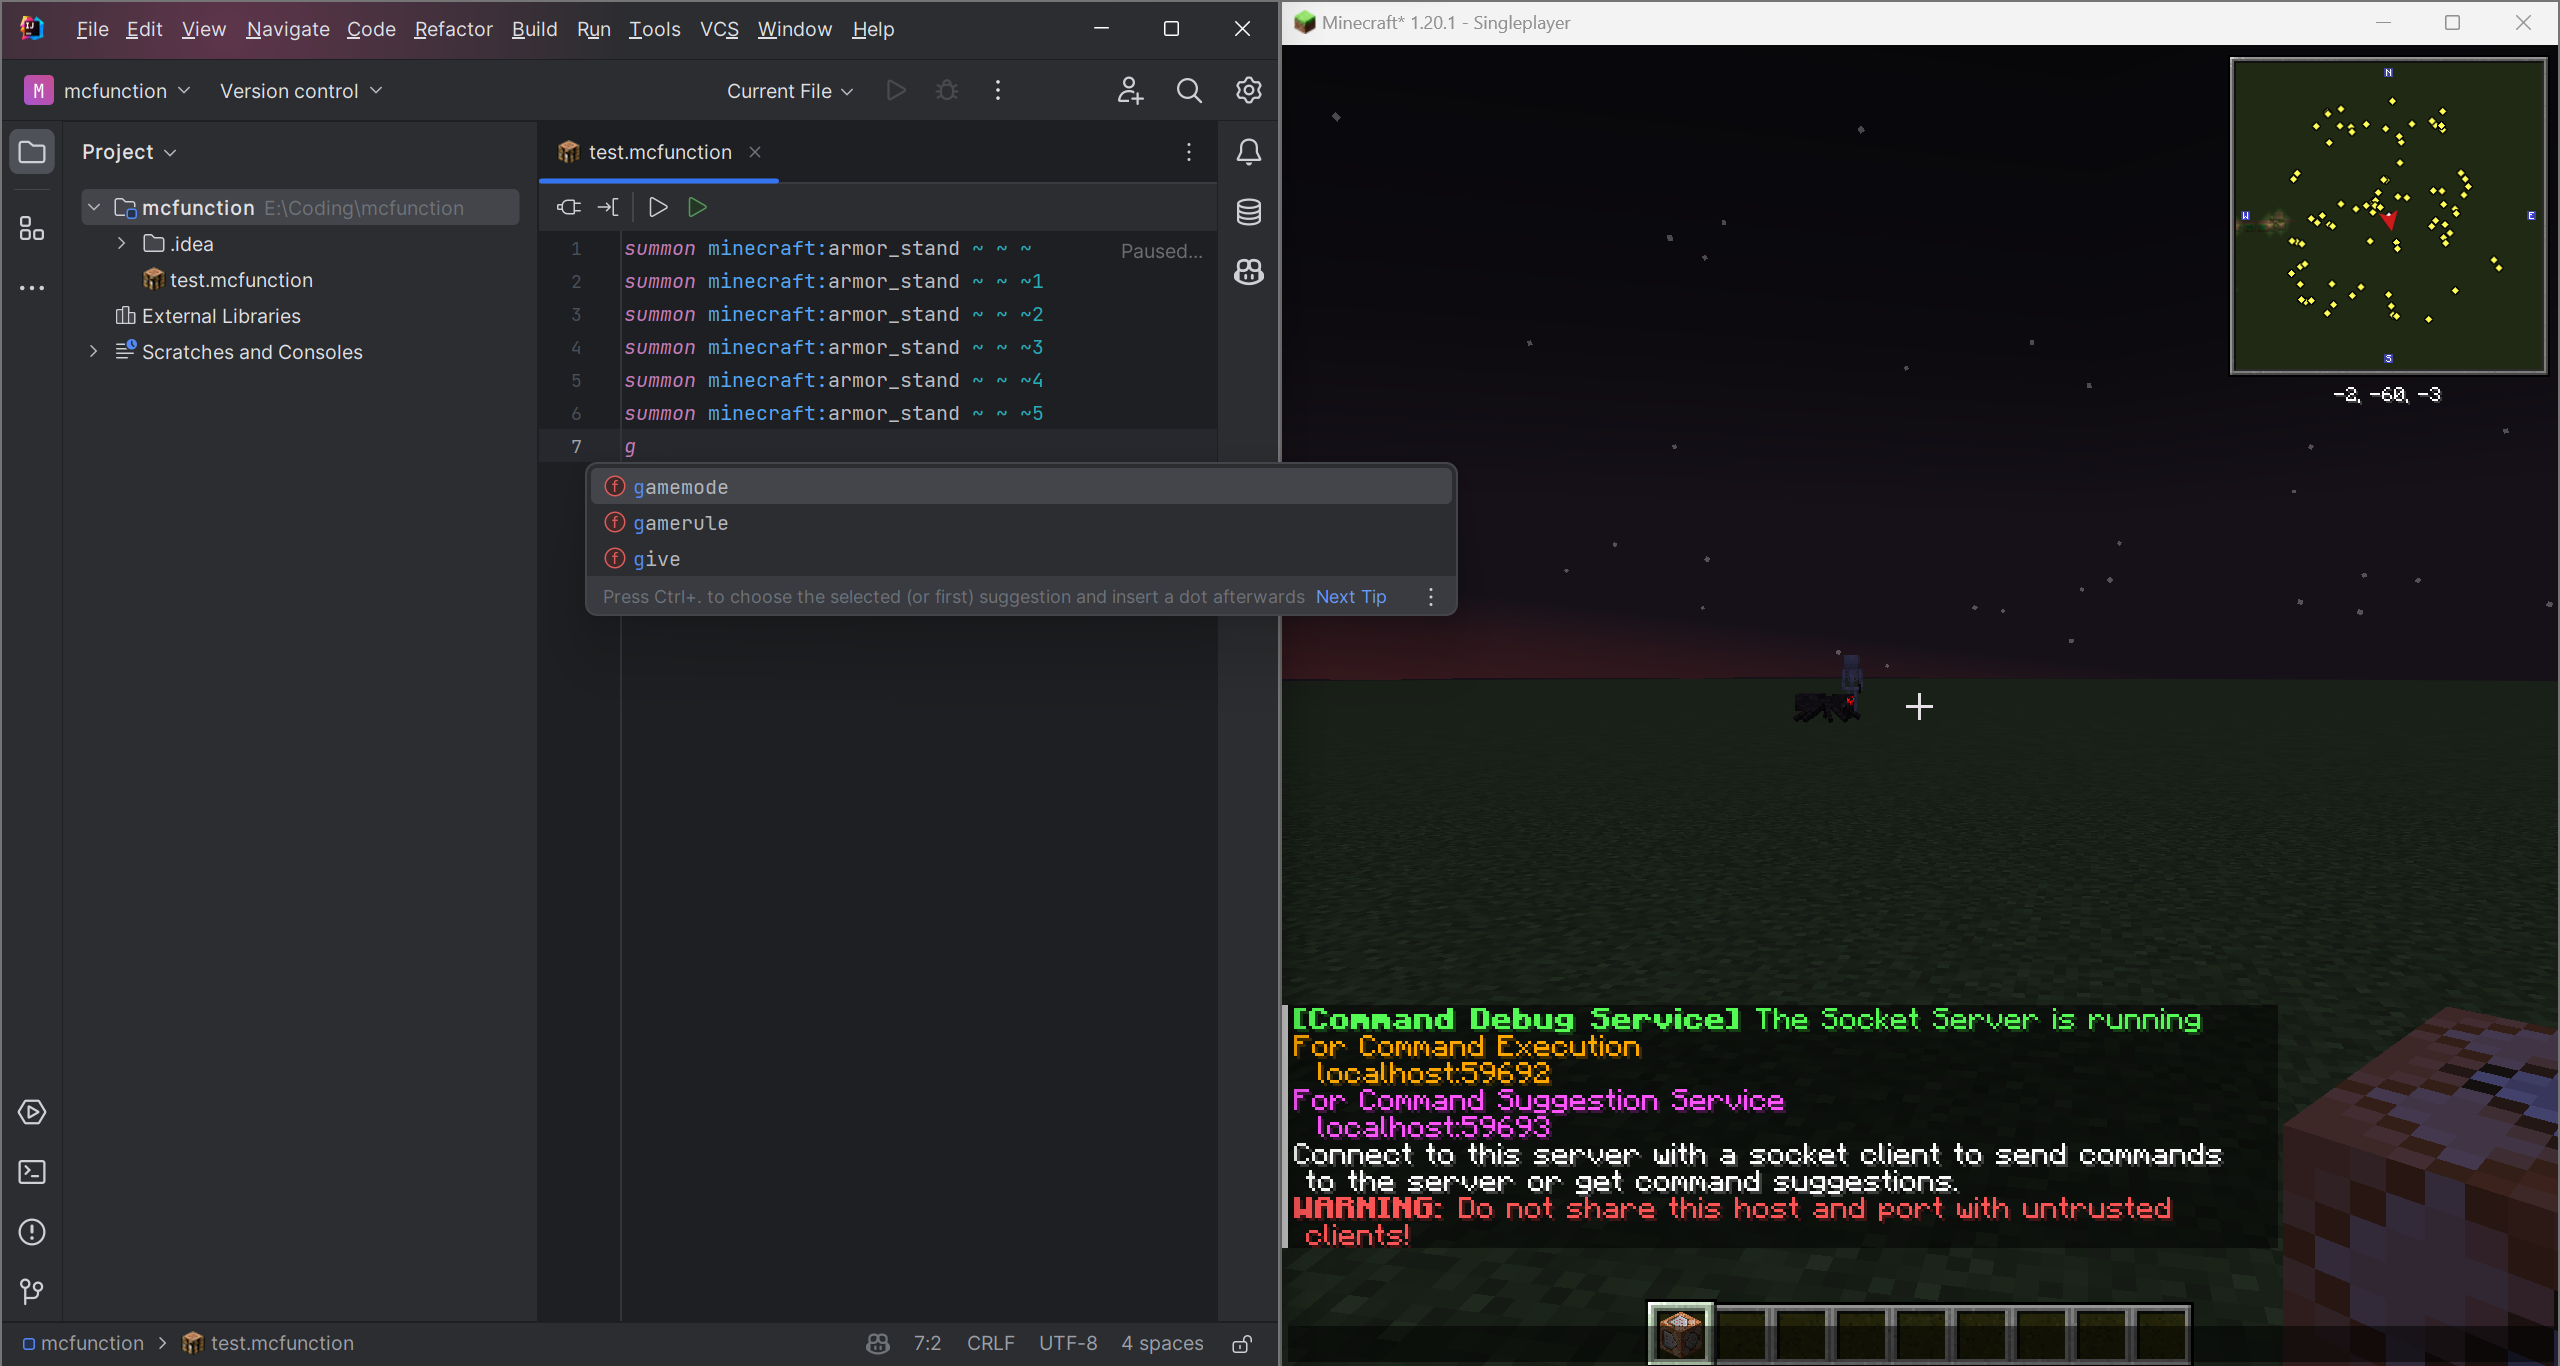 File Edit View Navigate Code Refactor Build Run Tools VCS Window Help
M mcfunction Version control Current File
Project
mcfunction E:\Coding\mcfunction
.idea
test.mcfunction
External Libraries
Scratches and Consoles
test.mcfunction
1 summon minecraft:armor_stand ~ ~ ~ Paused...
2 summon minecraft:armor_stand ~ ~ ~1
3 summon minecraft:armor_stand ~ ~ ~2
4 summon minecraft:armor_stand ~ ~ ~3
5 summon minecraft:armor_stand ~ ~ ~4
6 summon minecraft:armor_stand ~ ~ ~5
7 g
f gamemode
f gamerule
f give
Press Ctrl+. to choose the selected (or first) suggestion and insert a dot afterwards Next Tip
mcfunction > test.mcfunction 7:2 CRLF UTF-8 4 spaces
Minecraft* 1.20.1 - Singleplayer
N
W E
S
-2, -60, -3
[Command Debug Service] The Socket Server is running
For Command Execution
localhost:59692
For Command Suggestion Service
localhost:59693
Connect to this server with a socket client to send commands
to the server or get command suggestions.
WARNING: Do not share this host and port with untrusted
clients!